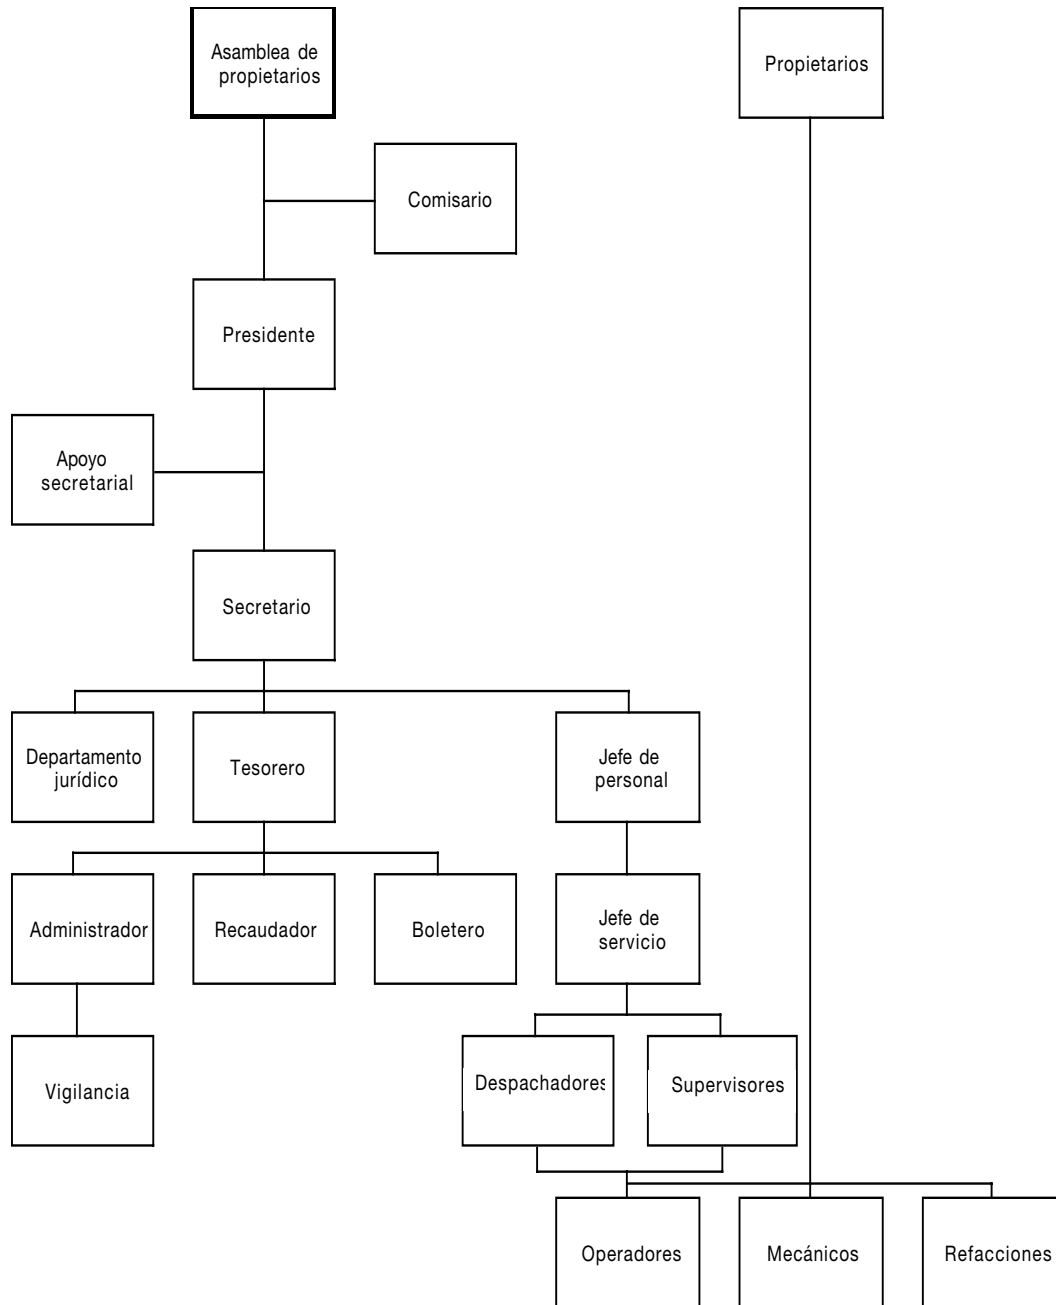 Asamblea de
propietarios
Propietarios
Comisario
Presidente
Apoyo
secretarial
Secretario
Departamento
jurídico
Tesorero
Jefe de
personal
Administrador
Recaudador
Boletero
Jefe de
servicio
Vigilancia
Despachadores
Supervisores
Operadores
Mecánicos
Refacciones